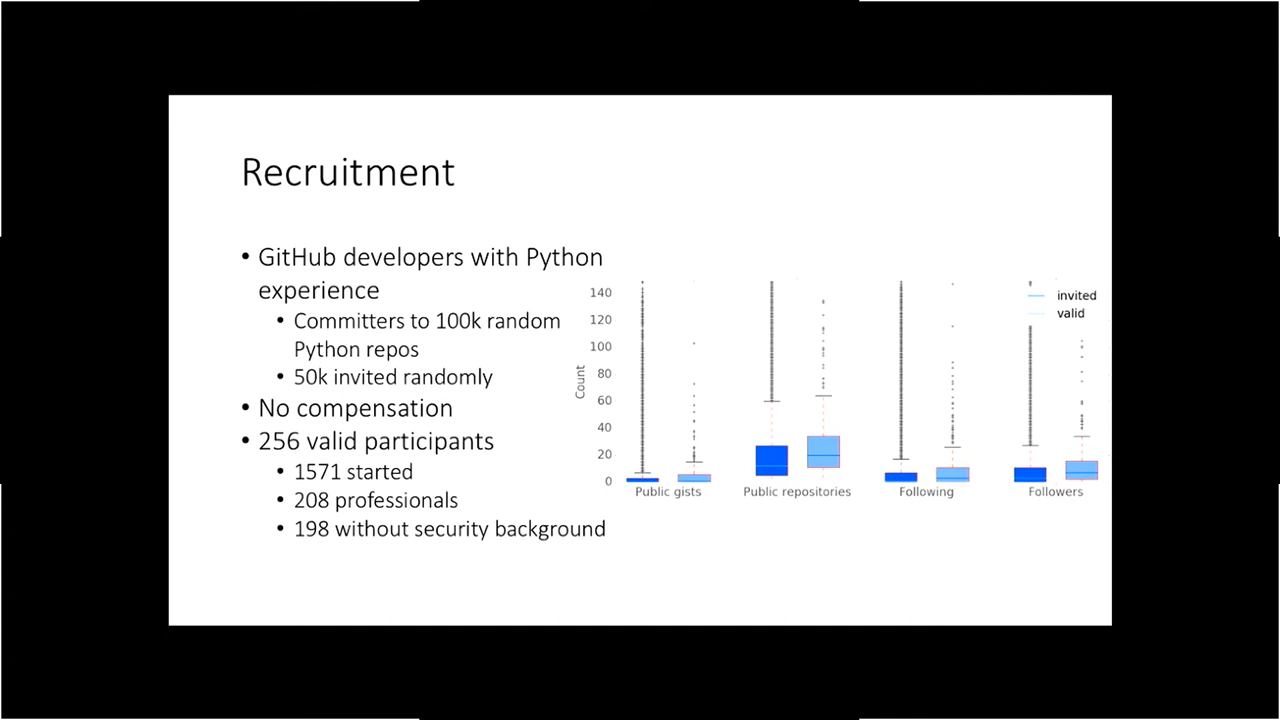 Recruitment
• GitHub developers with Python
experience
• Committers to 100k random
Python repos
• 50k invited randomly
• No compensation
• 256 valid participants
• 1571 started
• 208 professionals
• 198 without security background
Count
140
120
100
80
60
40
20
0
Public gists
Public repositories
Following
Followers
invited
valid